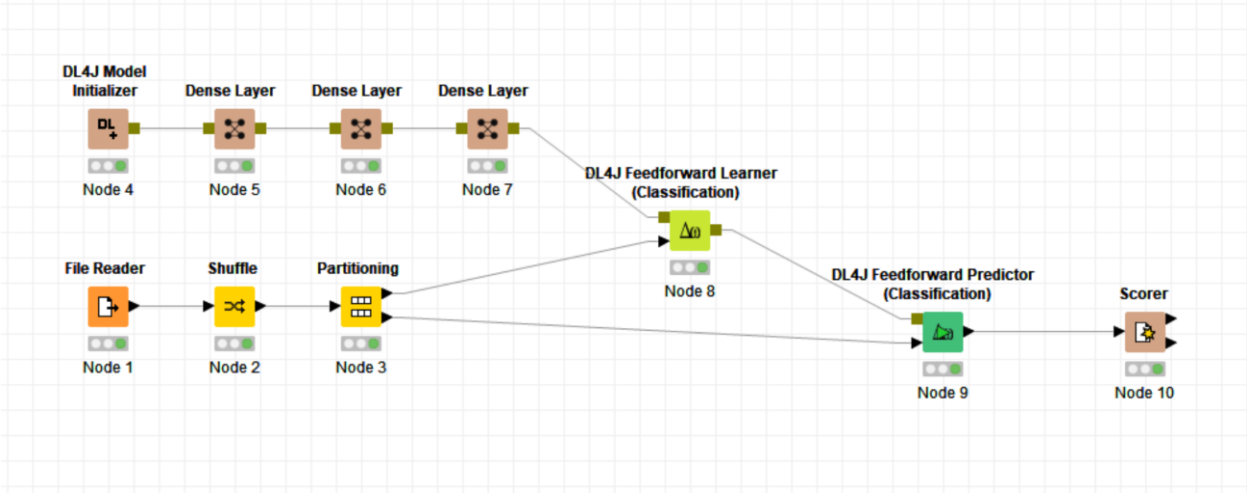 DL4J Model
Initializer
Dense Layer
Dense Layer
Dense Layer
DL
+
Node 4
Node 5
Node 6
Node 7
DL4J Feedforward Learner
(Classification)
Δω
Node 8
File Reader
Shuffle
Partitioning
Node 1
Node 2
Node 3
DL4J Feedforward Predictor
(Classification)
Node 9
Scorer
Node 10